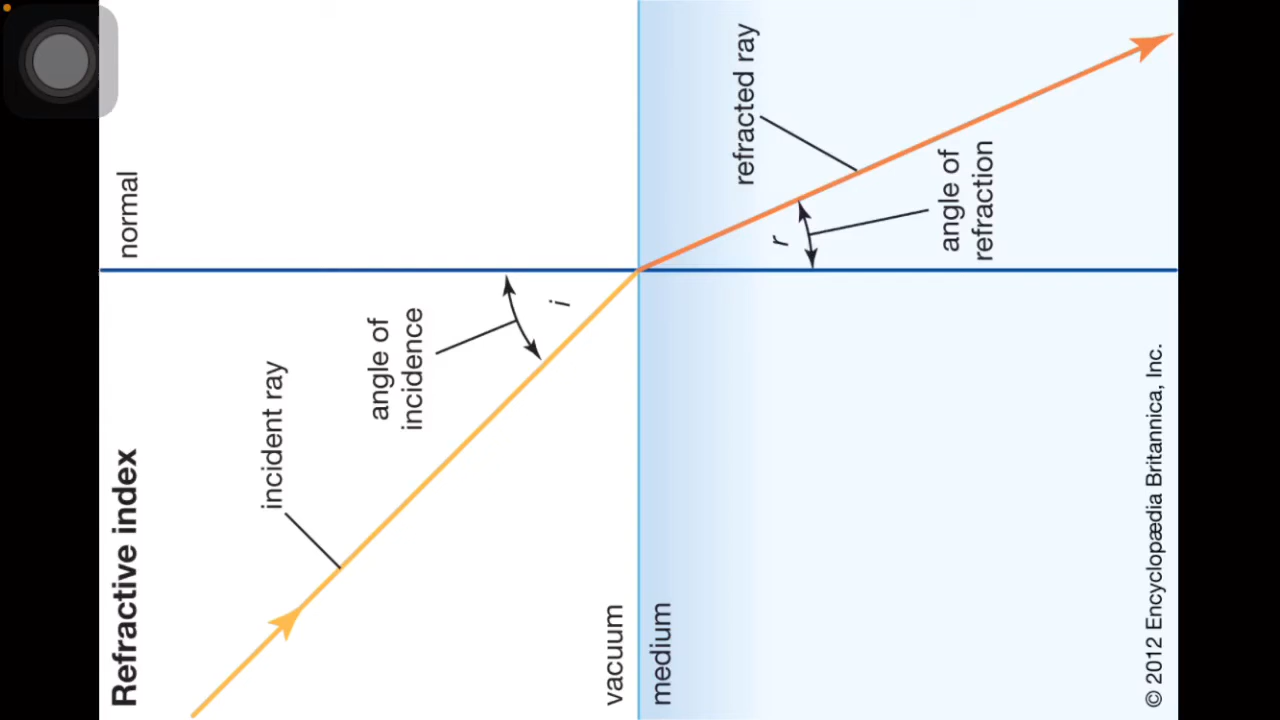 Refractive index
normal
incident ray
angle of
incidence
i
vacuum
medium
refracted ray
r
angle of
refraction
© 2012 Encyclopædia Britannica, Inc.